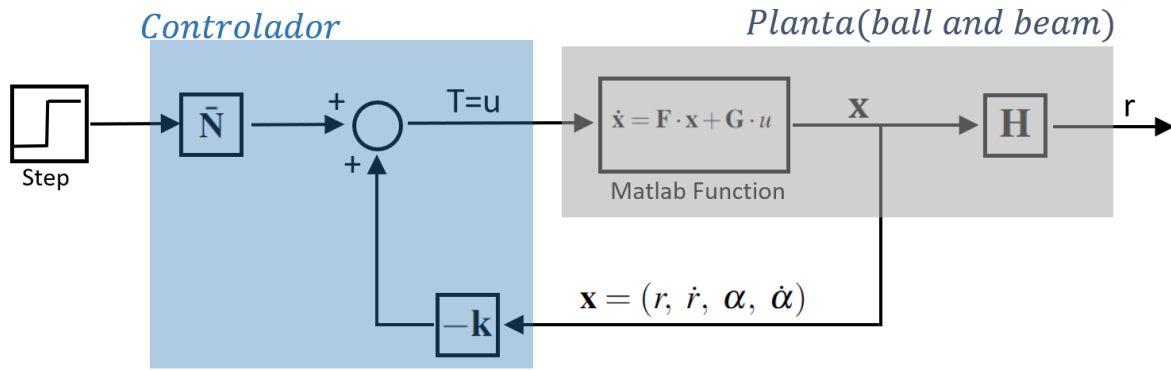 Controlador
Planta(ball and beam)
Step
N̄
+
+
T=u
ẋ = F · x + G · u
Matlab Function
x
H
r
x = (r, ṙ, α, α̇)
−k